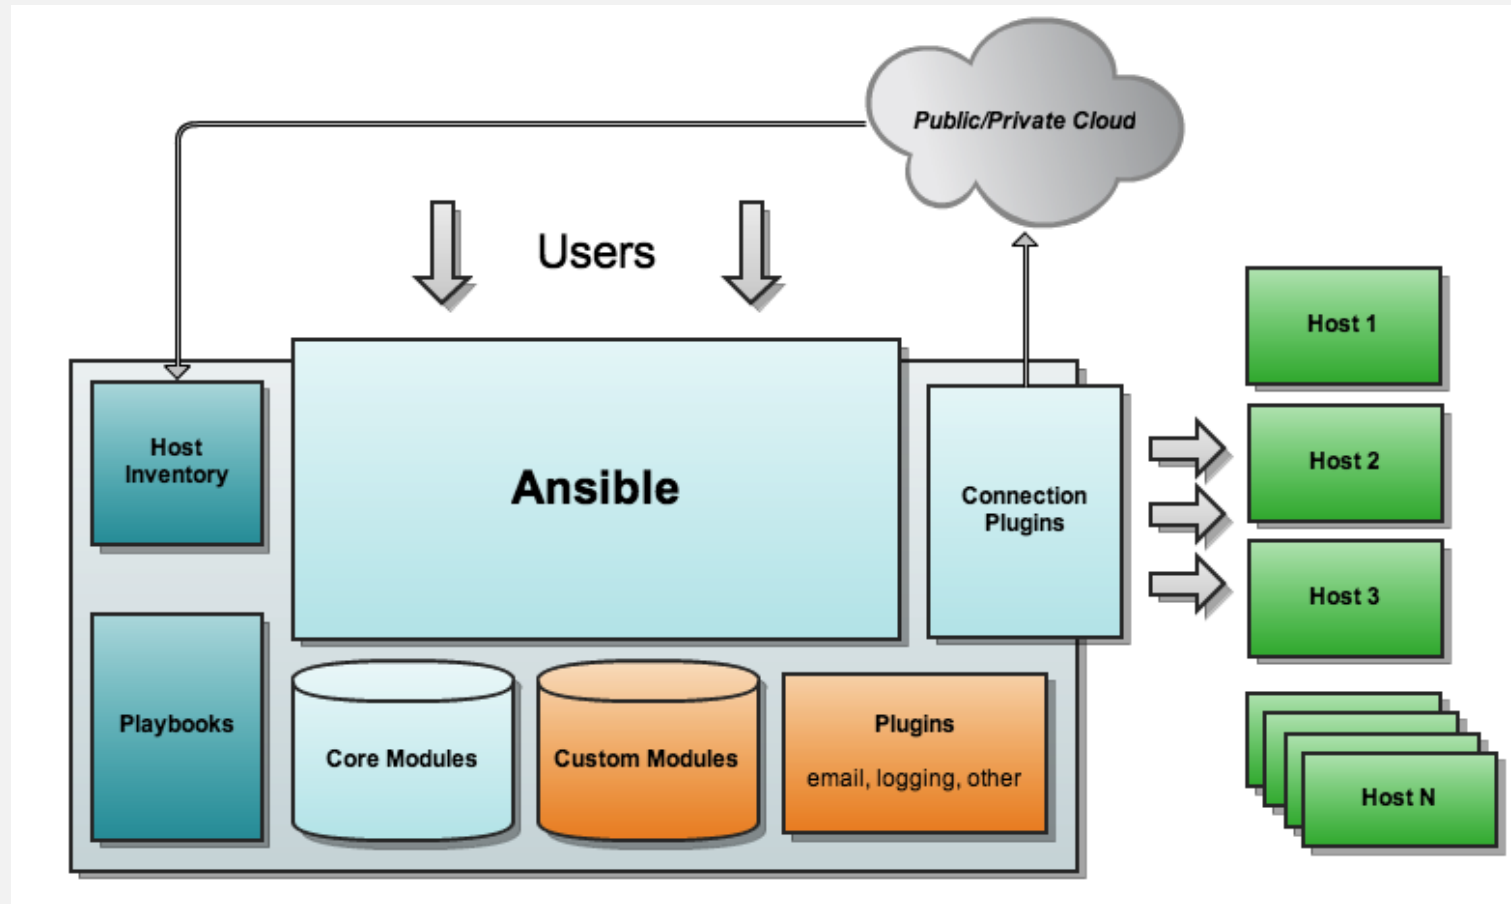 Public/Private Cloud
Users
Host 1
Host
Inventory
Ansible
Connection
Plugins
Host 2
Host 3
Playbooks
Core Modules
Custom Modules
Plugins
email, logging, other
Host N